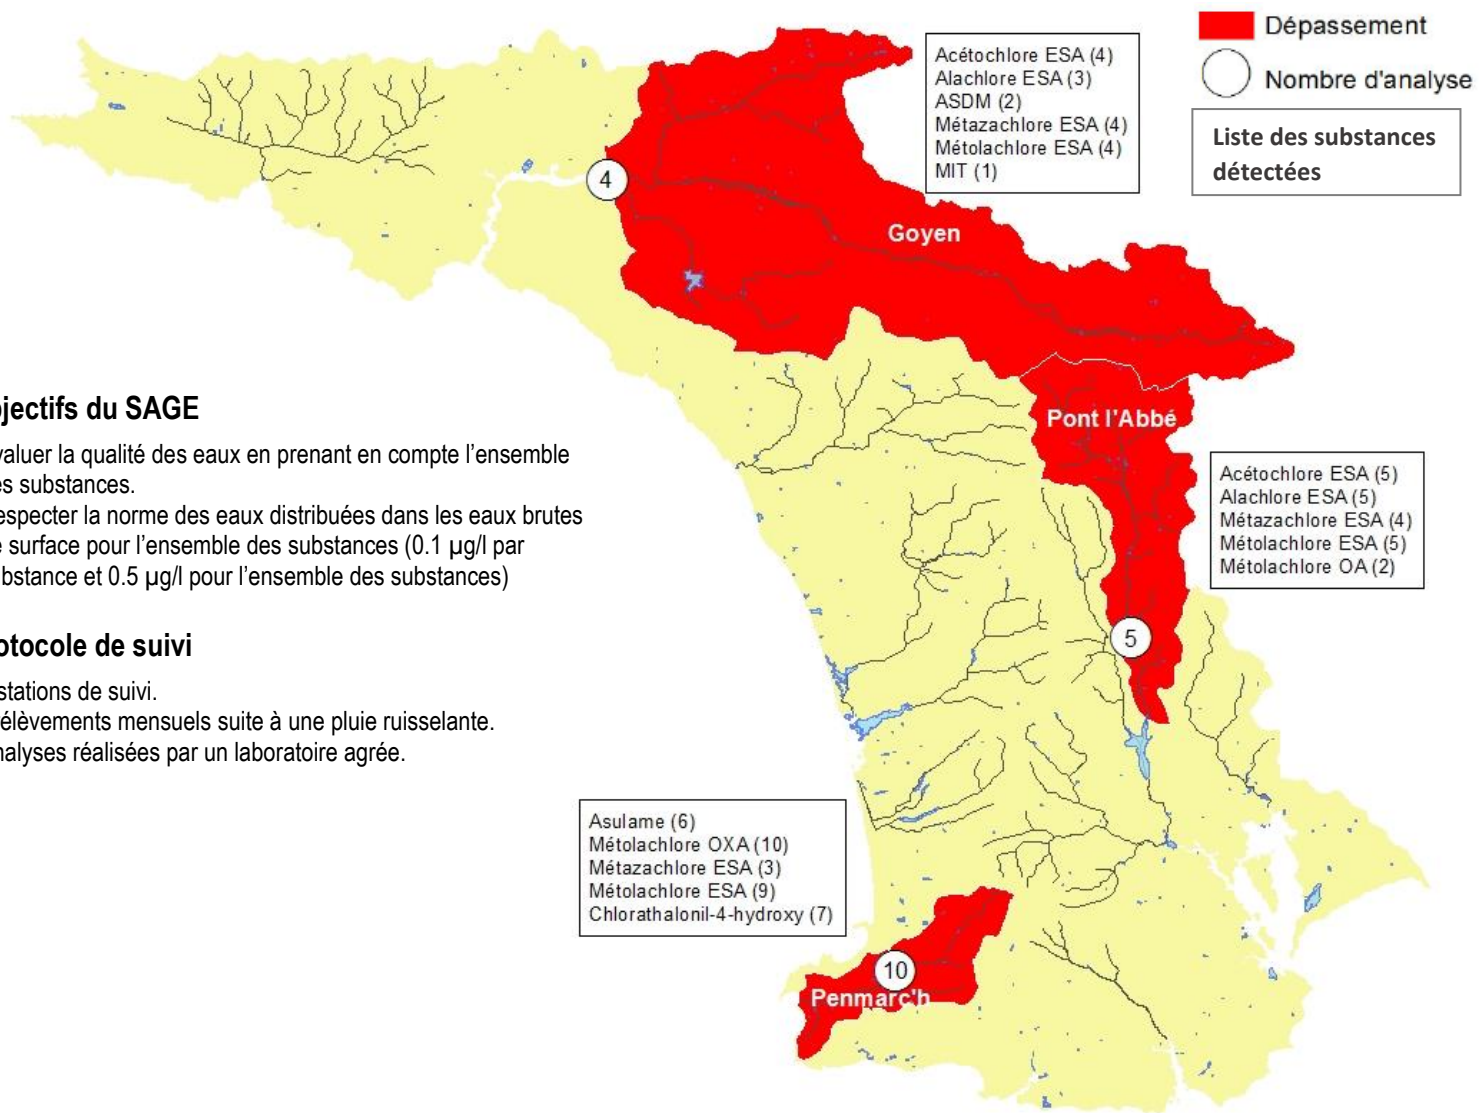 Dépassement
Nombre d'analyse
Liste des substances
détectées
Acétochlore ESA (4)
Alachlore ESA (3)
ASDM (2)
Métazachlore ESA (4)
Métolachlore ESA (4)
MIT (1)
4
Goyen
Pont l'Abbé
jectifs du SAGE
valuer la qualité des eaux en prenant en compte l'ensemble
es substances.
especter la norme des eaux distribuées dans les eaux brutes
e surface pour l'ensemble des substances (0.1 µg/l par
ubstance et 0.5 µg/l pour l'ensemble des substances)
Acétochlore ESA (5)
Alachlore ESA (5)
Métazachlore ESA (4)
Métolachlore ESA (5)
Métolachlore OA (2)
5
otocole de suivi
stations de suivi.
élèvements mensuels suite à une pluie ruisselante.
nalyses réalisées par un laboratoire agrée.
Asulame (6)
Métolachlore OXA (10)
Métazachlore ESA (3)
Métolachlore ESA (9)
Chlorathalonil-4-hydroxy (7)
10
Penmarc'h